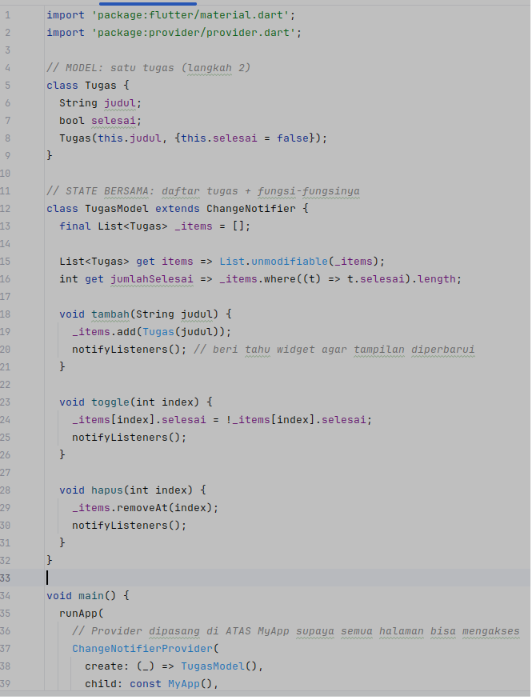 1 import 'package:flutter/material.dart';
2 import 'package:provider/provider.dart';
3
4 // MODEL: satu tugas (langkah 2)
5 class Tugas {
6 String judul;
7 bool selesai;
8 Tugas(this.judul, {this.selesai = false});
9 }
10
11 // STATE BERSAMA: daftar tugas + fungsi-fungsinya
12 class TugasModel extends ChangeNotifier {
13 final List<Tugas> _items = [];
14
15 List<Tugas> get items => List.unmodifiable(_items);
16 int get jumlahSelesai => _items.where((t) => t.selesai).length;
17
18 void tambah(String judul) {
19 _items.add(Tugas(judul));
20 notifyListeners(); // beri tahu widget agar tampilan diperbarui
21 }
22
23 void toggle(int index) {
24 _items[index].selesai = !_items[index].selesai;
25 notifyListeners();
26 }
27
28 void hapus(int index) {
29 _items.removeAt(index);
30 notifyListeners();
31 }
32 }
33
34 void main() {
35 runApp(
36 // Provider dipasang di ATAS MyApp supaya semua halaman bisa mengakses
37 ChangeNotifierProvider(
38 create: (_) => TugasModel(),
39 child: const MyApp(),